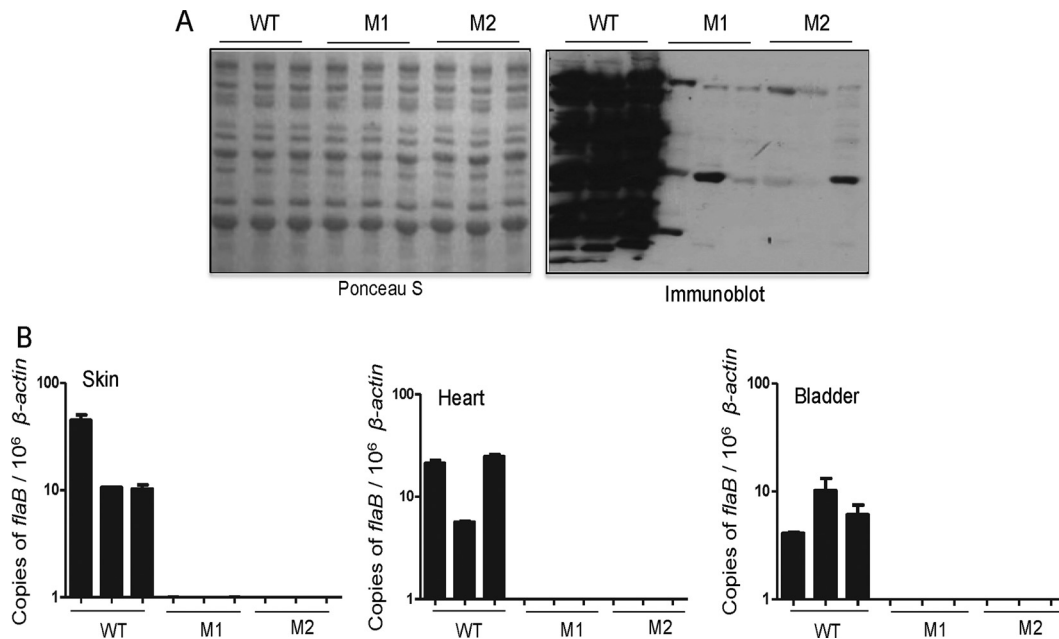 A
WT M1 M2 WT M1 M2
Ponceau S
Immunoblot
B
Copies of flaB / 10⁶ β-actin
100
10
1
Skin
WT M1 M2
Copies of flaB / 10⁶ β-actin
100
10
1
Heart
WT M1 M2
Copies of flaB / 10⁶ β-actin
100
10
1
Bladder
WT M1 M2